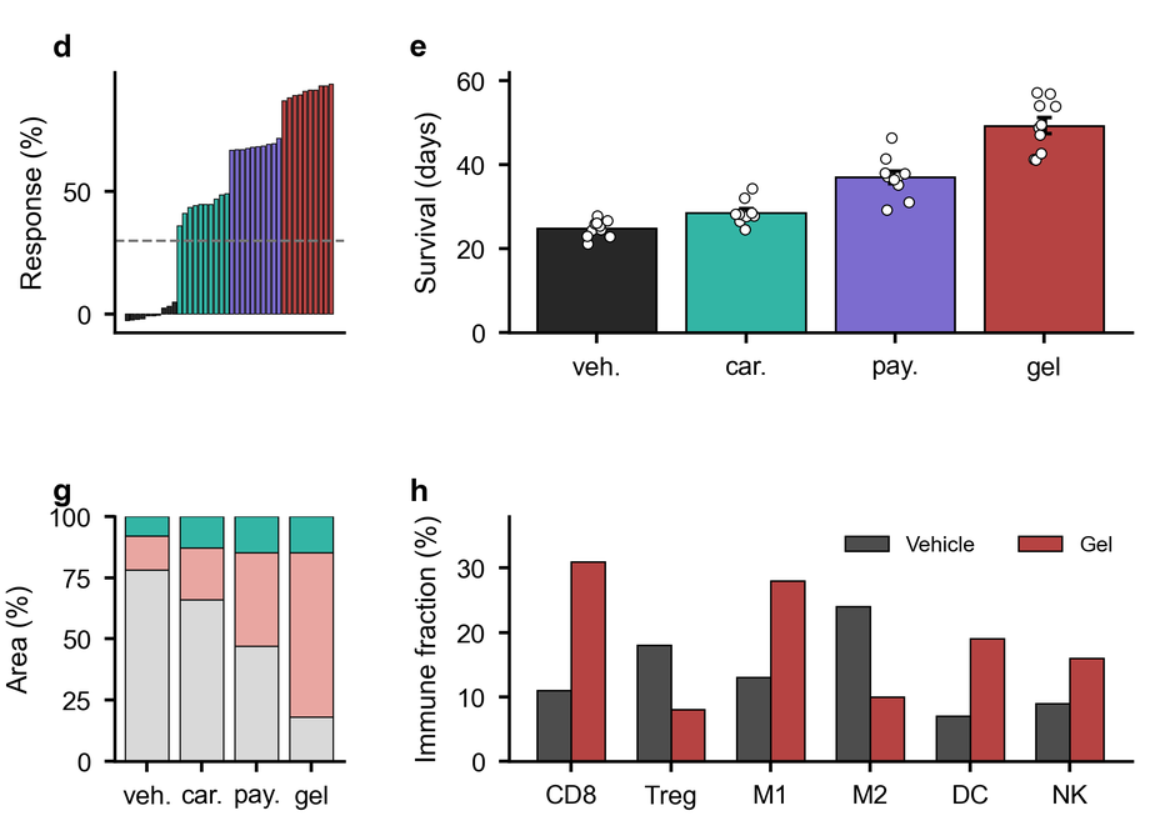 d
Response (%)
50
0
e
Survival (days)
60
40
20
0
veh. car. pay. gel
g
Area (%)
100
75
50
25
0
veh. car. pay. gel
h
Immune fraction (%)
30
20
10
0
Vehicle Gel
CD8 Treg M1 M2 DC NK